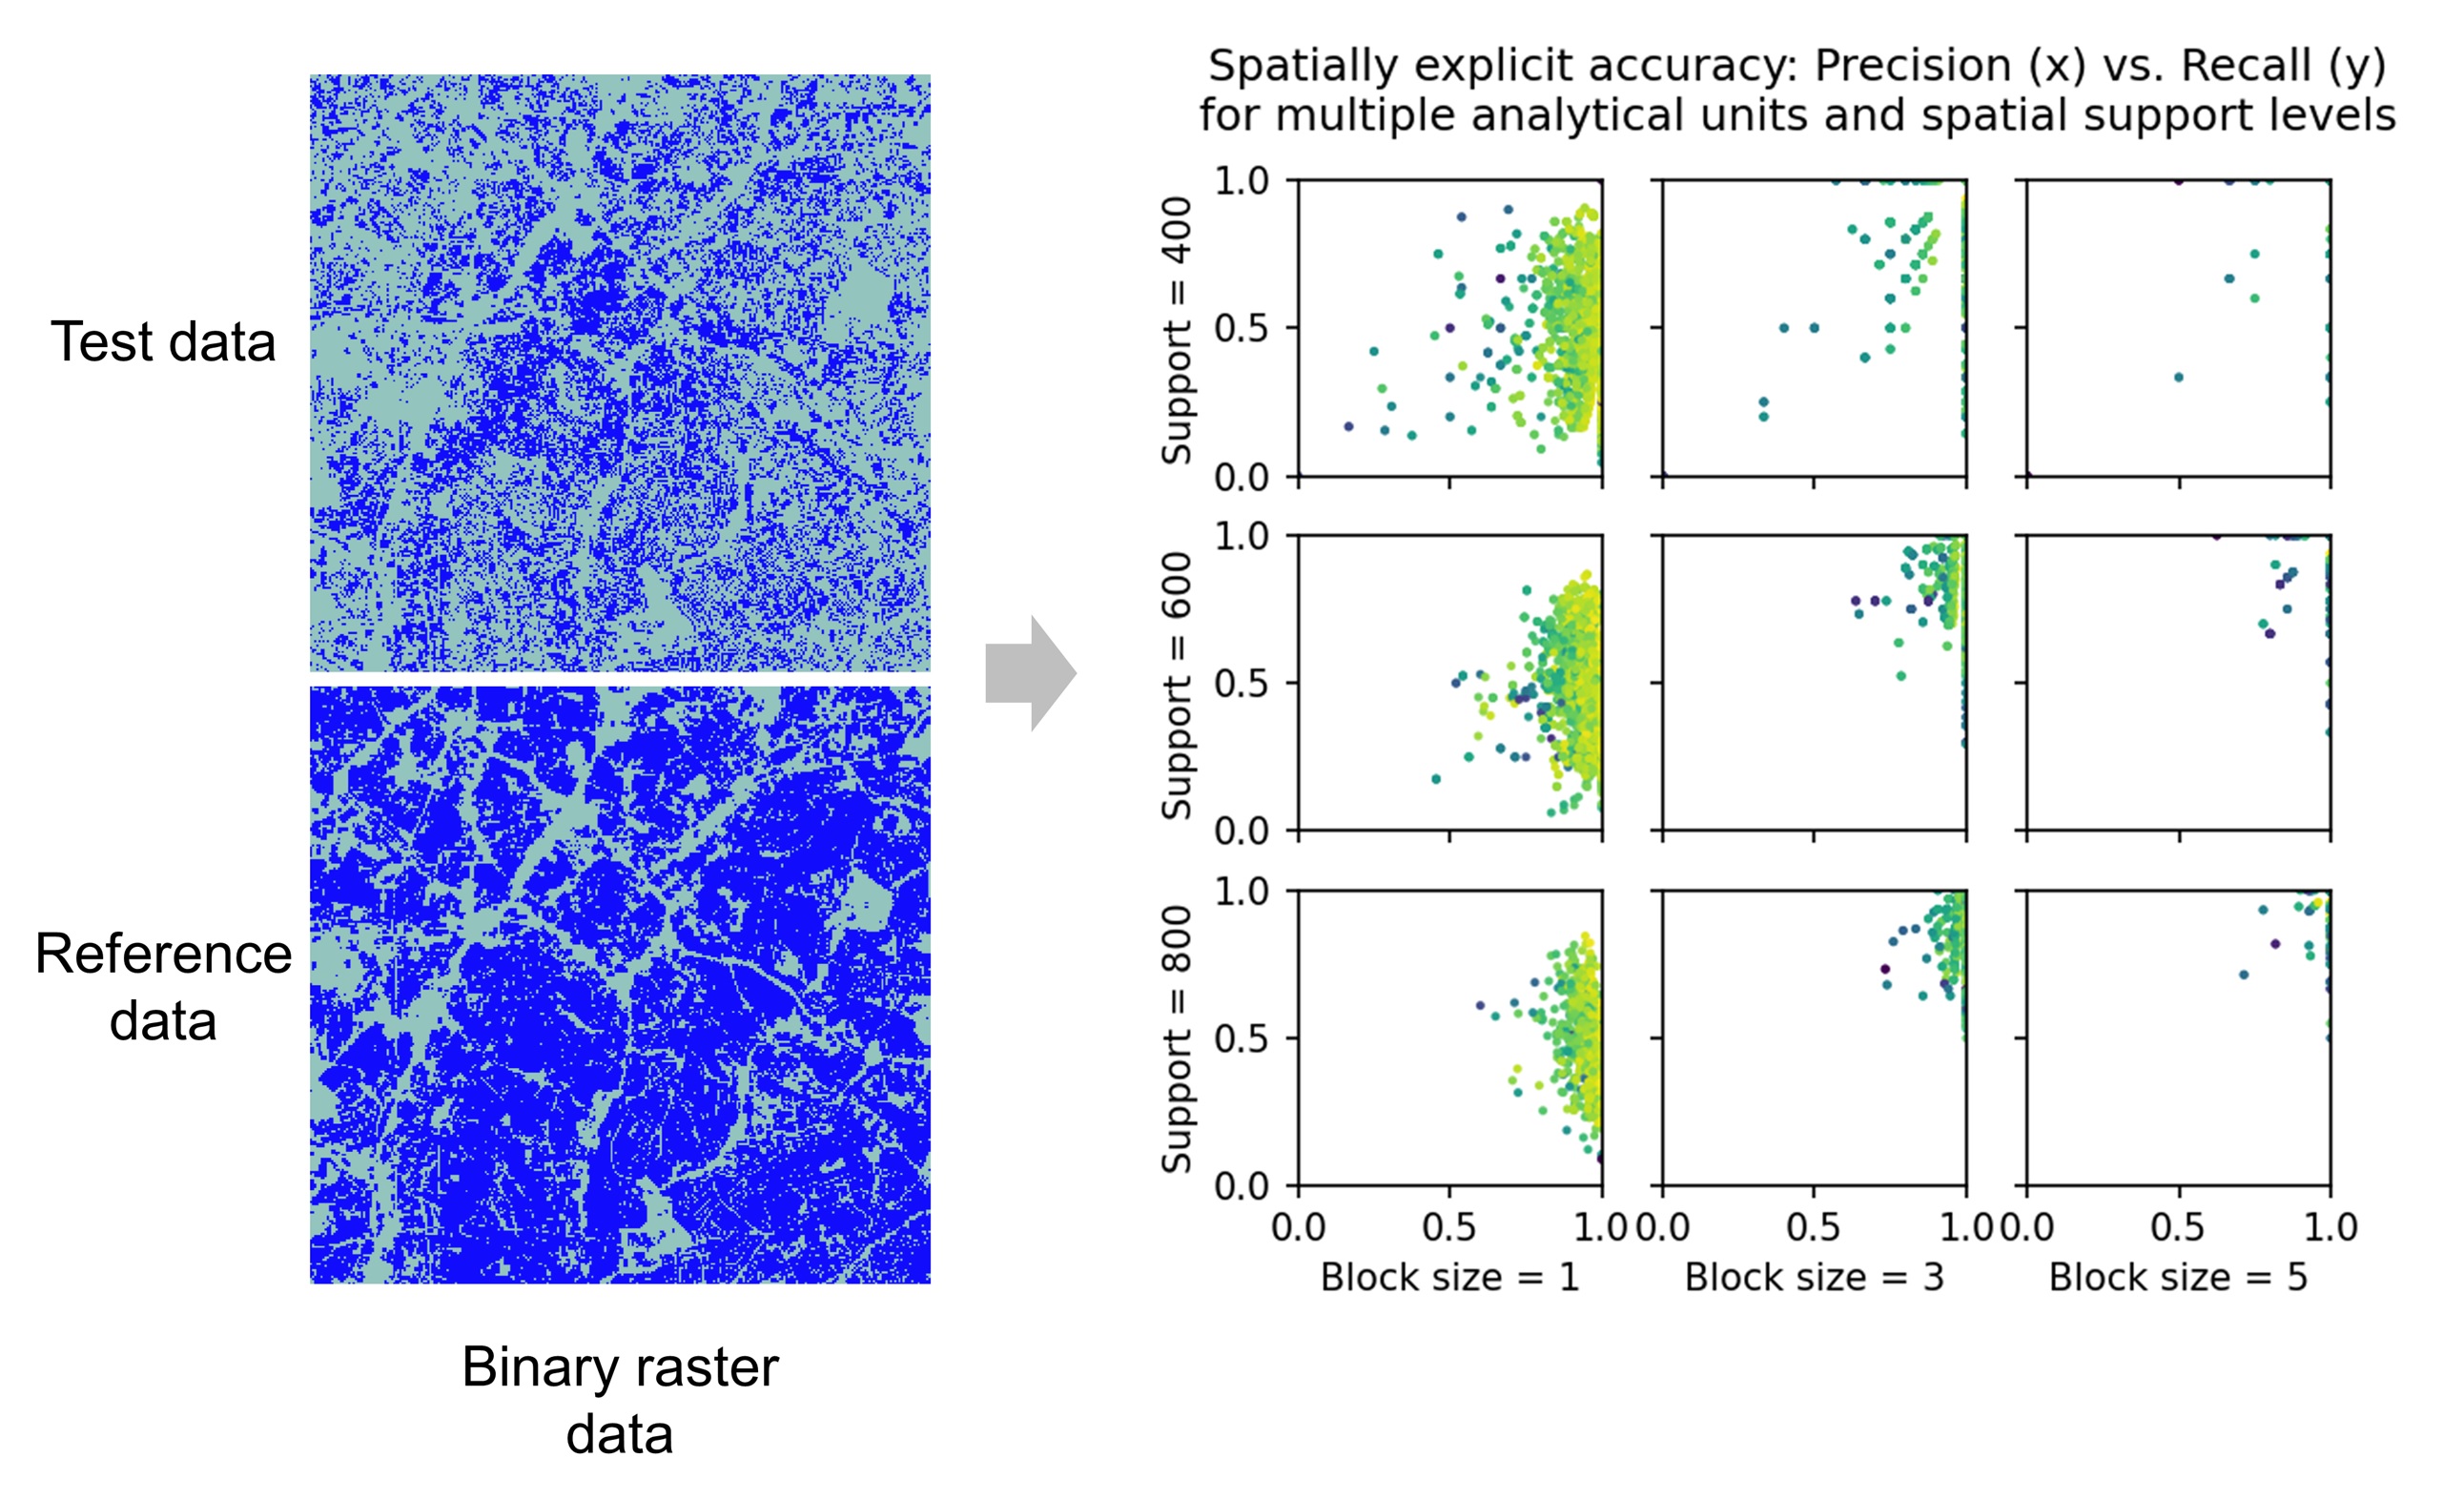 Test data
Reference
data
Binary raster
data
Spatially explicit accuracy: Precision (x) vs. Recall (y)
for multiple analytical units and spatial support levels
Support = 400
1.0
0.5
0.0
Support = 600
1.0
0.5
0.0
Support = 800
1.0
0.5
0.0
0.0 0.5 1.0 0.0 0.5 1.0 0.0 0.5 1.0
Block size = 1 Block size = 3 Block size = 5